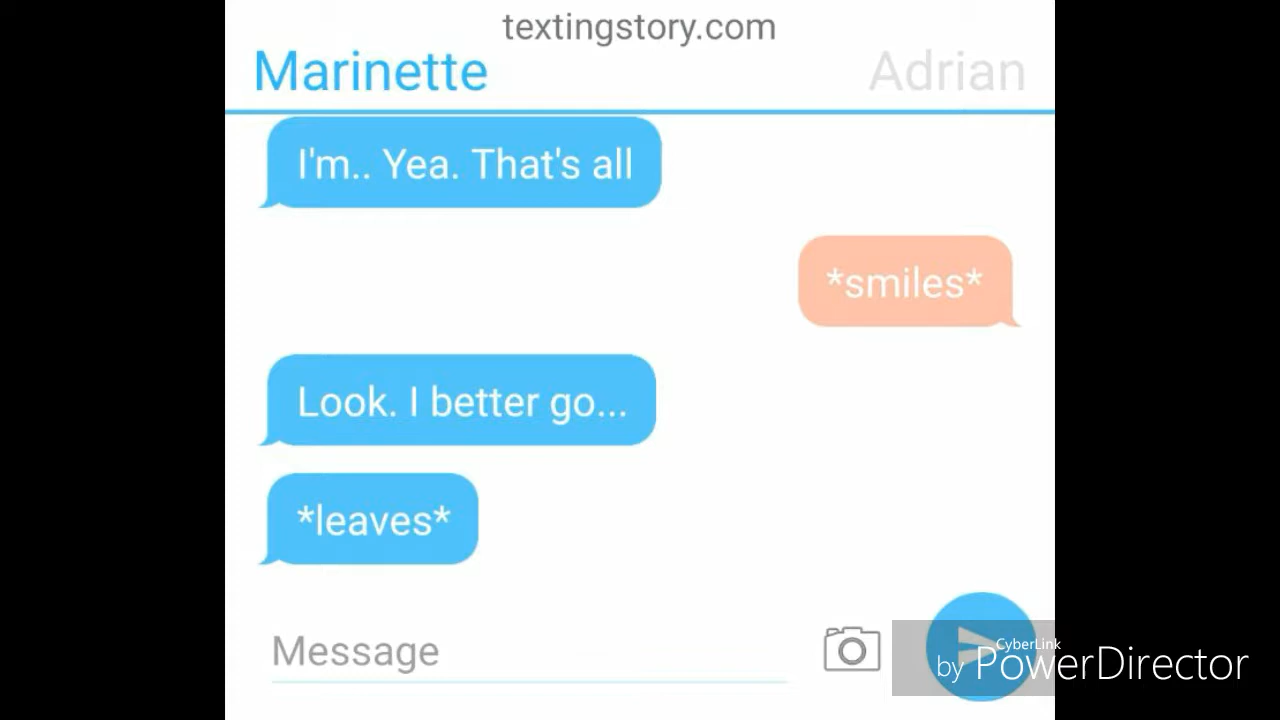 textingstory.com
Marinette Adrian
I'm.. Yea. That's all
*smiles*
Look. I better go...
*leaves*
Message
CyberLink
by PowerDirector